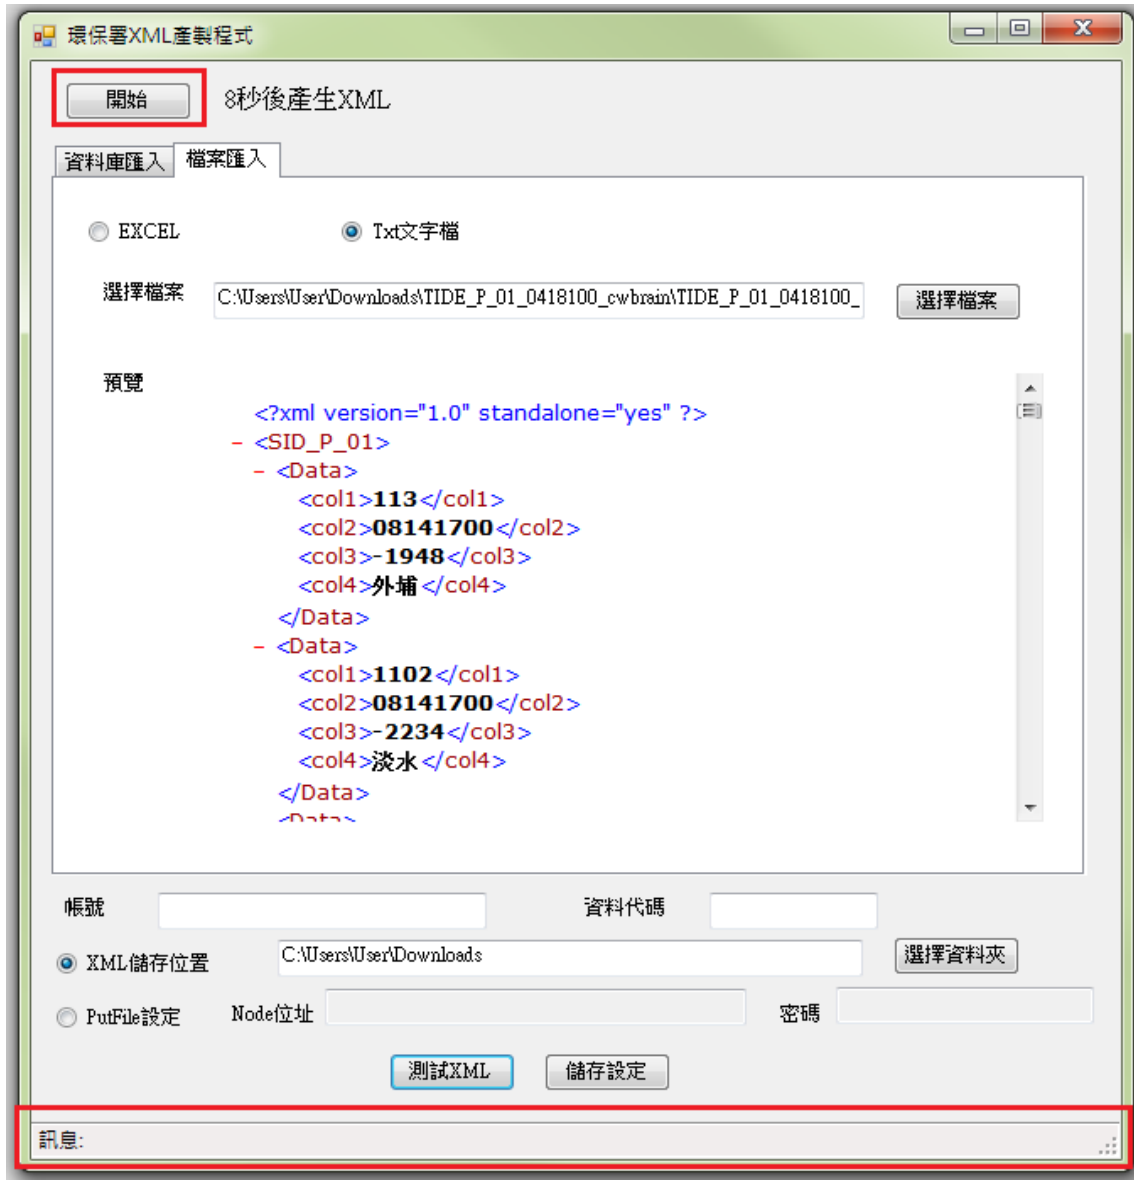 環保署XML產製程式
開始 8秒後產生XML
資料庫匯入 檔案匯入
EXCEL Txt文字檔
選擇檔案 C:\Users\User\Downloads\TIDE_P_01_0418100_cwbrain\TIDE_P_01_0418100_ 選擇檔案
預覽
<?xml version="1.0" standalone="yes" ?>
- <SID_P_01>
- <Data>
<col1>113</col1>
<col2>08141700</col2>
<col3>-1948</col3>
<col4>外埔</col4>
</Data>
- <Data>
<col1>1102</col1>
<col2>08141700</col2>
<col3>-2234</col3>
<col4>淡水</col4>
</Data>
<Data>
帳號 資料代碼
XML儲存位置 C:\Users\User\Downloads 選擇資料夾
PutFile設定 Node位址 密碼
測試XML 儲存設定
訊息: